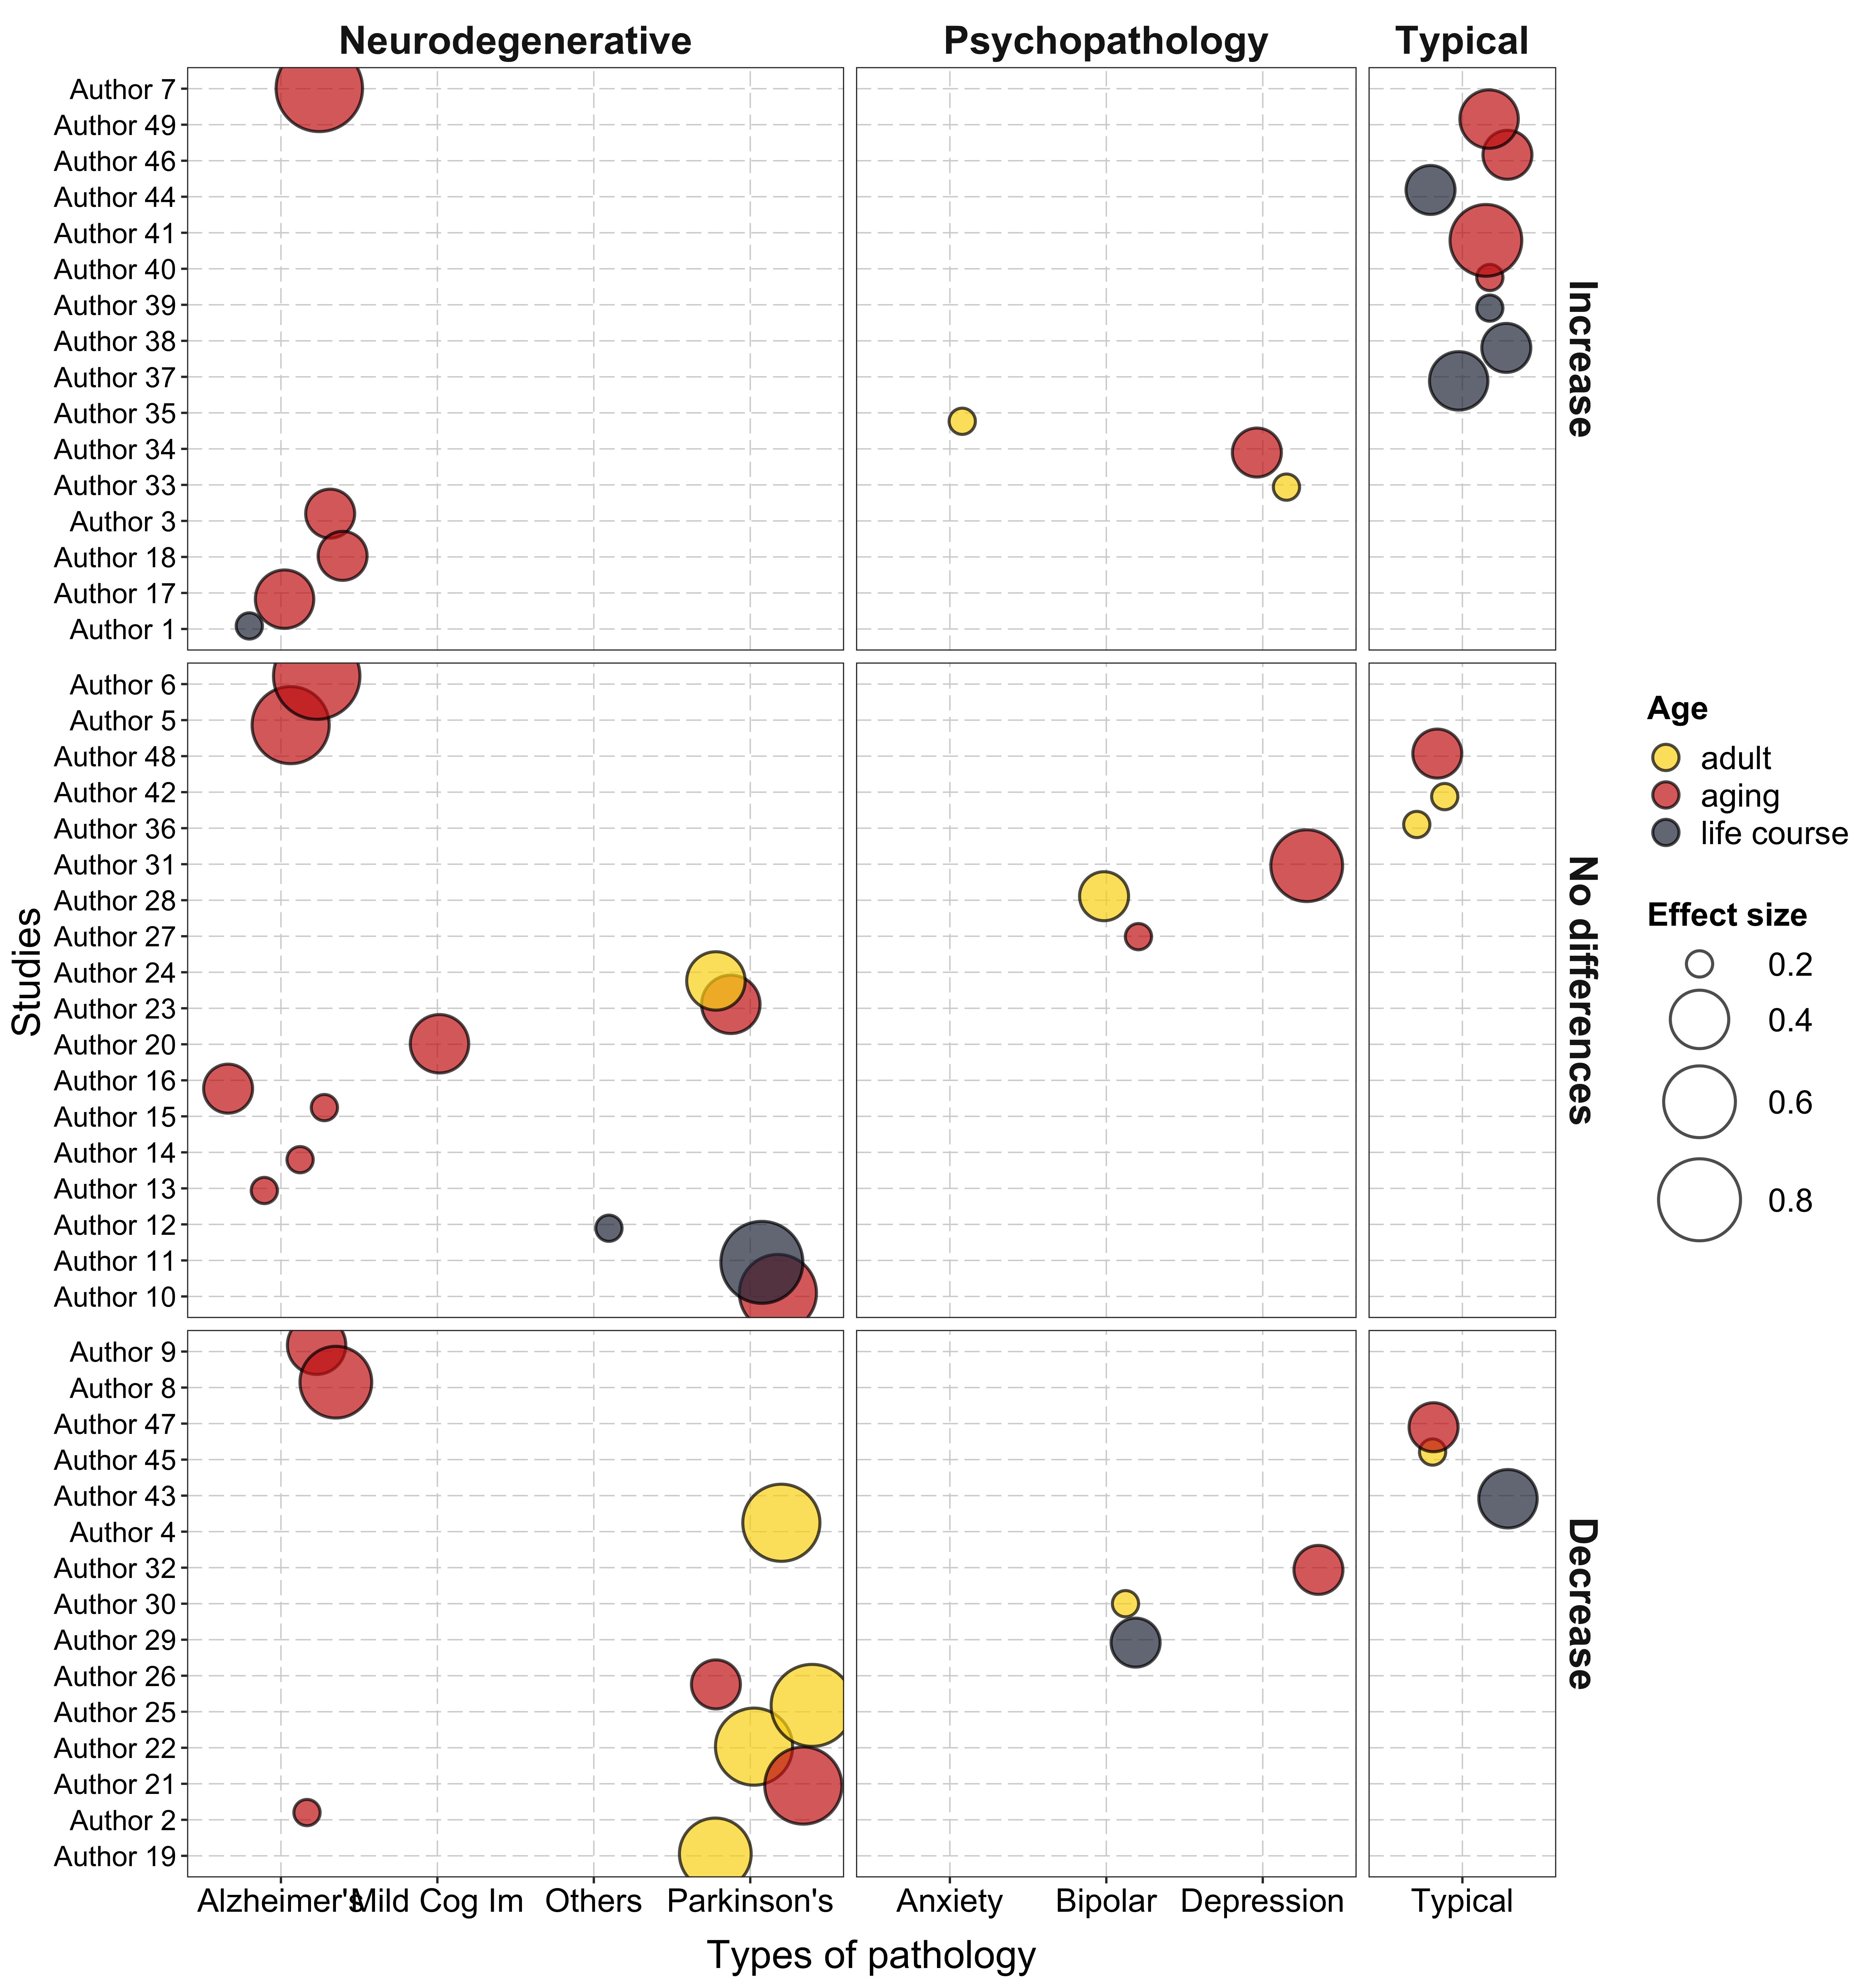 Neurodegenerative
Psychopathology
Typical
Author 7
Author 49
Author 46
Author 44
Author 41
Author 40
Author 39
Author 38
Author 37
Author 35
Author 34
Author 33
Author 3
Author 18
Author 17
Author 1
Increase
Author 6
Author 5
Author 48
Author 42
Author 36
Author 31
Author 28
Author 27
Author 24
Author 23
Author 20
Author 16
Author 15
Author 14
Author 13
Author 12
Author 11
Author 10
No differences
Author 9
Author 8
Author 47
Author 45
Author 43
Author 4
Author 32
Author 30
Author 29
Author 26
Author 25
Author 22
Author 21
Author 2
Author 19
Decrease
Studies
Alzheimer's
Mild Cog Im
Others
Parkinson's
Anxiety
Bipolar
Depression
Typical
Types of pathology
Age
adult
aging
life course
Effect size
0.2
0.4
0.6
0.8